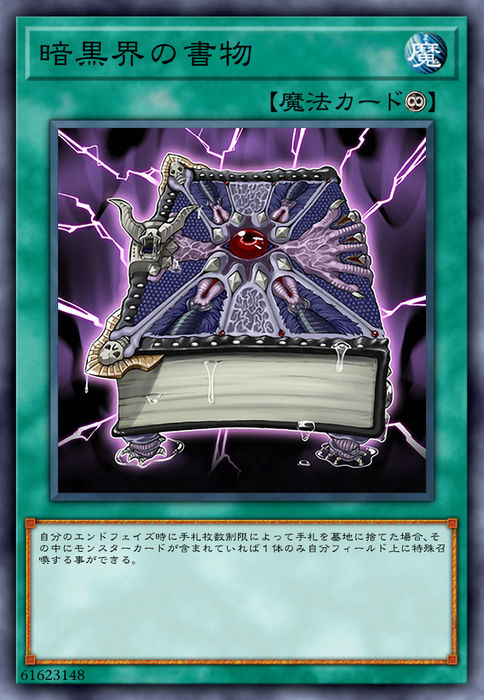 暗黒界の書物
魔
【魔法カード】
自分のエンドフェイズ時に手札枚数制限によって手札を墓地に捨てた場合、そ
の中にモンスターカードが含まれていれば１体のみ自分フィールド上に特殊召
喚する事ができる。
61623148